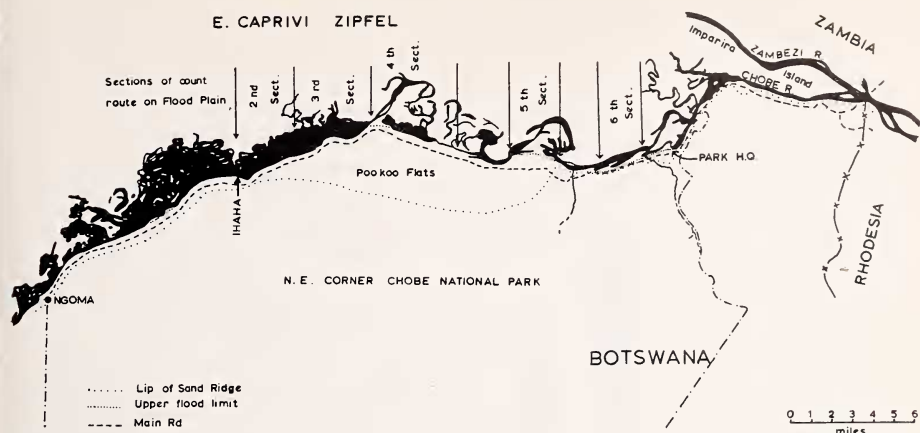 E. CAPRIVI ZIPFEL
ZAMBIA
Imparira
Island
ZAMBEZI R.
CHOBE R.
Sections of count
route on Flood Plain
2 nd
Sect.
3 rd
Sect.
4 th
Sect.
5 th
Sect.
6 th
Sect.
PARK H.Q.
Pookoo Flats
IHAHA
RHODESIA
N. E. CORNER CHOBE NATIONAL PARK
NGOMA
BOTSWANA
Lip of Sand Ridge
Upper flood limit
Main Rd
0 1 2 3 4 5 6
miles